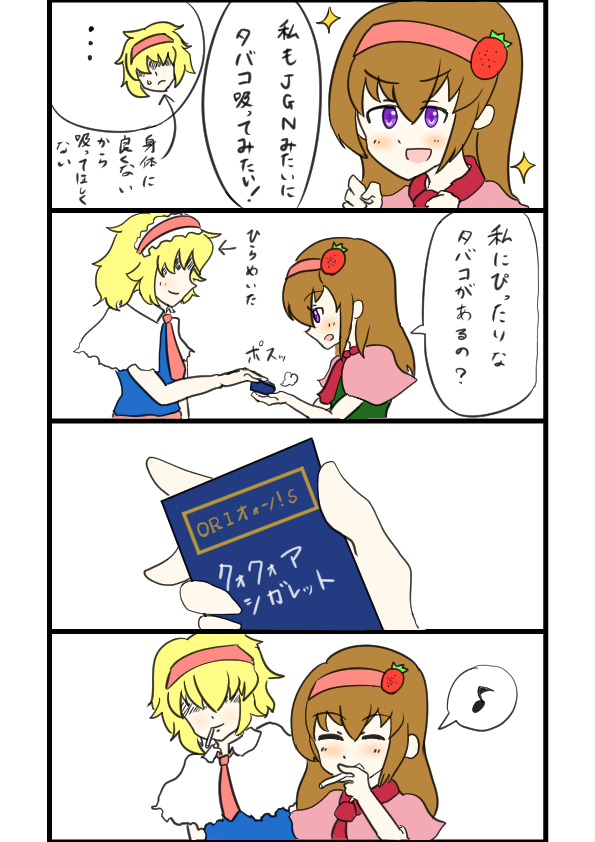 私もJGNみたいに
タバコ吸ってみたい!
・・・
身体に
良くない
から
吸ってほしく
ない
私にぴったりな
タバコがあるの?
ひらめいた
ポスッ
ORIオォーン!S
クォクォア
シガレット